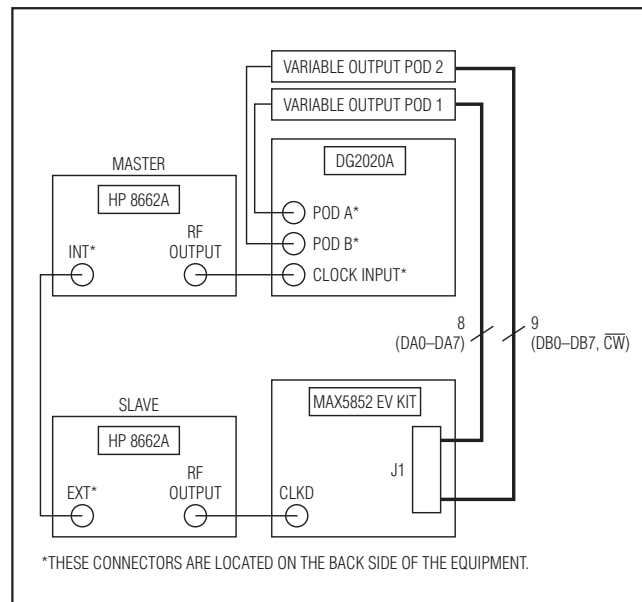 VARIABLE OUTPUT POD 2
VARIABLE OUTPUT POD 1
DG2020A
MASTER
HP 8662A
POD A*
INT*
RF
OUTPUT
POD B*
CLOCK INPUT*
8
(DA0–DA7)
9
(DB0–DB7, C̅W̅)
MAX5852 EV KIT
SLAVE
HP 8662A
J1
EXT*
RF
OUTPUT
CLKD
*THESE CONNECTORS ARE LOCATED ON THE BACK SIDE OF THE EQUIPMENT.